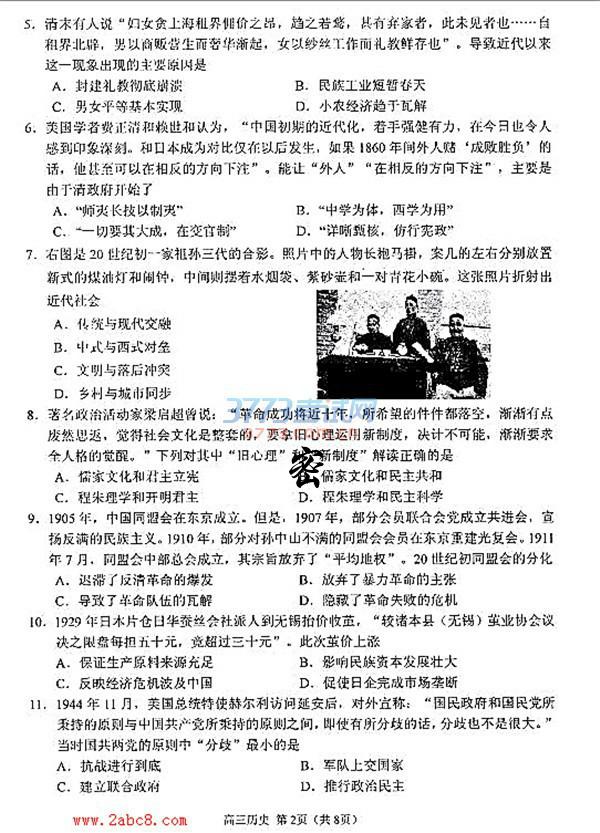 5．清末有人说“妇女贪上海租界佣价之昂，趋之若鹜，甚有弃家者，此未见者也……自
租界北辟，男以商贩营生而奢华渐起，女以纱丝工作而礼教鲜存也”。导致近代以来
这一现象出现的主要原因是
A．封建礼教彻底崩溃 B．民族工业短暂春天
C．男女平等基本实现 D．小农经济趋于瓦解
6．美国学者费正清和赖世和认为，“中国初期的近代化，着手强健有力，在今日也令人
感到印象深刻。和日本成为对比仅在以后发生，如果 1860 年间外人赌‘成败胜负’的
话，他甚至可以在相反的方向下注”。能让“外人”“在相反的方向下注”，主要是
由于清政府开始了
A．“师夷长技以制夷” B．“中学为体，西学为用”
C．“一切要其大成，在变官制” D．“详晰甄核，仿行宪政”
7．右图是 20 世纪初一家祖孙三代的合影。照片中的人物长袍马褂，案几的左右分别放置
新式的煤油灯和闹钟，中间则摆着水烟袋、紫砂壶和一对青花小碗。这张照片折射出
近代社会
A．传统与现代交融
B．中式与西式对垒
C．文明与落后冲突
D．乡村与城市同步
3773考试网
8．著名政治活动家梁启超曾说：“革命成功将近十年，所希望的件件都落空，渐渐有点
废然思返，觉得社会文化是整套的，要拿旧心理运用新制度，决计不可能，渐渐要求
全人格的觉醒。”下列对其中“旧心理”和“新制度”解读正确的是
密
A．儒家文化和君主立宪 儒家文化和民主共和
C．程朱理学和开明君主 D．程朱理学和民主科学
9．1905 年，中国同盟会在东京成立。但是，1907 年，部分会员联合会党成立共进会，宣
扬反满的民族主义。1910 年，部分对孙中山不满的同盟会会员在东京重建光复会。1911
年 7 月，同盟会中部总会成立，其宗旨放弃了“平均地权”。20 世纪初同盟会的分化
A．迟滞了反清革命的爆发 B．放弃了暴力革命的主张
C．导致了革命队伍的瓦解 D．隐藏了革命失败的危机
10．1929 年日本片仓日华蚕丝会社派人到无锡抬价收茧，“较诸本县（无锡）茧业协会议
决之限盘每担五十元，竟超过三十元”。此次茧价上涨
A．保证生产原料来源充足 B．影响民族资本发展壮大
C．反映经济危机波及中国 D．促使日企完成市场垄断
11．1944 年 11 月，美国总统特使赫尔利访问延安后，对外宣称：“国民政府和国民党所
秉持的原则与中国共产党所秉持的原则之间，即使有所分歧的话，分歧也不是很大。”
当时国共两党的原则中“分歧”最小的是
A．抗战进行到底 B．军队上交国家
C．建立联合政府 D．推行政治民主
www.2abc8.com
高三历史 第2页（共8页）